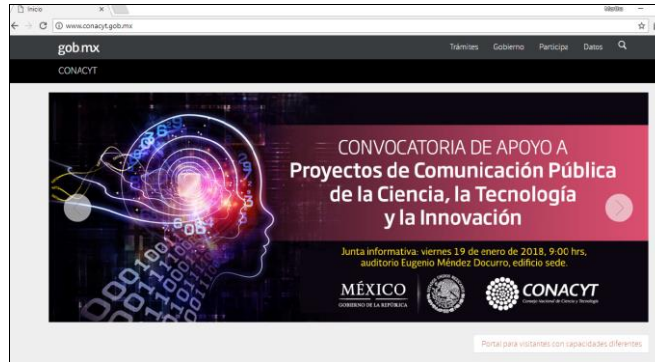 Inicio
www.conacyt.gob.mx
gob mx
Trámites Gobierno Participa Datos
CONACYT
CONVOCATORIA DE APOYO A
Proyectos de Comunicación Pública
de la Ciencia, la Tecnología
y la Innovación
Junta informativa: viernes 19 de enero de 2018, 9:00 hrs,
auditorio Eugenio Méndez Docurro, edificio sede.
MÉXICO
GOBIERNO DE LA REPÚBLICA
CONACYT
Consejo Nacional de Ciencia y Tecnología
Portal para visitantes con capacidades diferentes